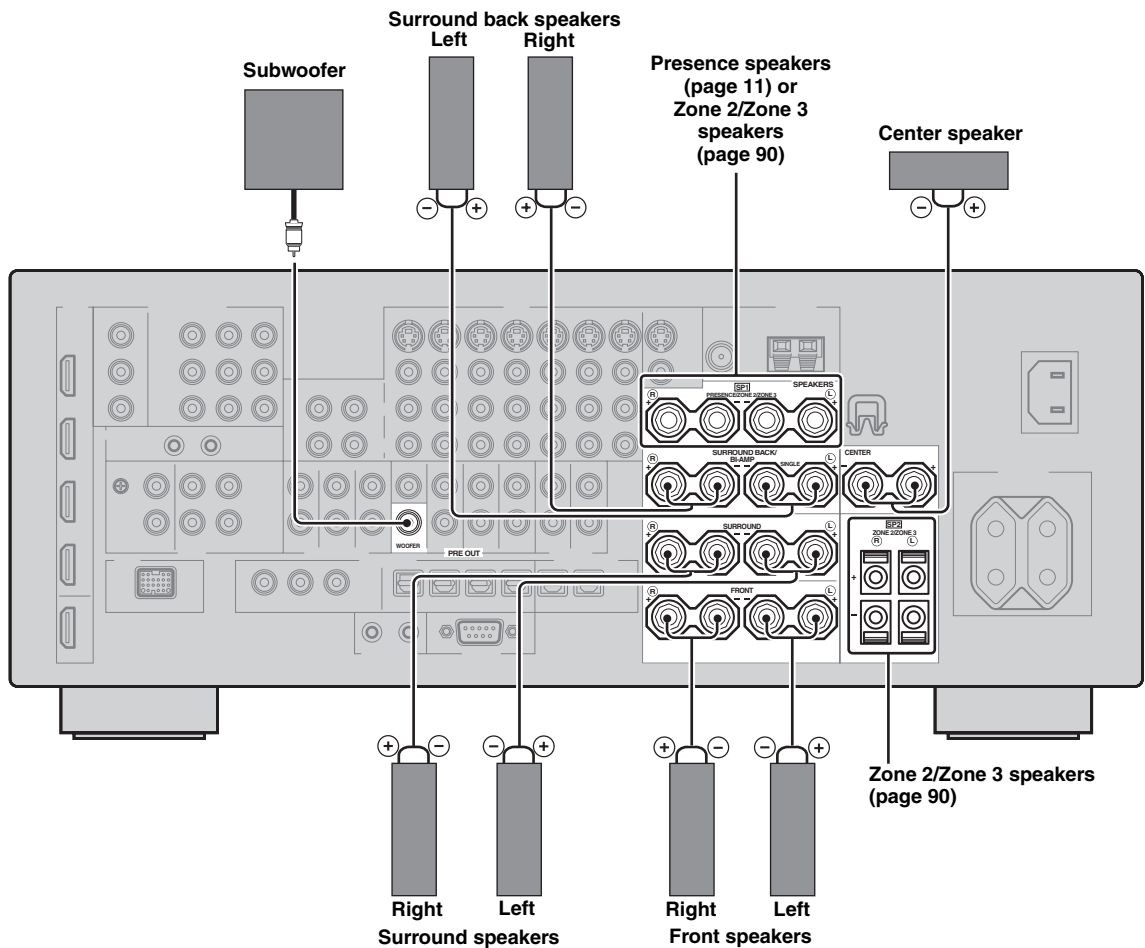 Surround back speakers
Left Right
Subwoofer
Presence speakers
(page 11) or
Zone 2/Zone 3
speakers
(page 90)
Center speaker
− + + −
− +
SP1
SPEAKERS
R PRESENCE/ZONE 2/ZONE 3 L
+ +
SURROUND BACK/
BI-AMP
R SINGLE L
+ +
CENTER
− +
R SURROUND L
+ +
SP2
ZONE 2/ZONE 3
R L
+
−
WOOFER
PRE OUT
R FRONT L
+ +
+ − − +
+ − − +
Zone 2/Zone 3 speakers
(page 90)
Right Left
Surround speakers
Right Left
Front speakers